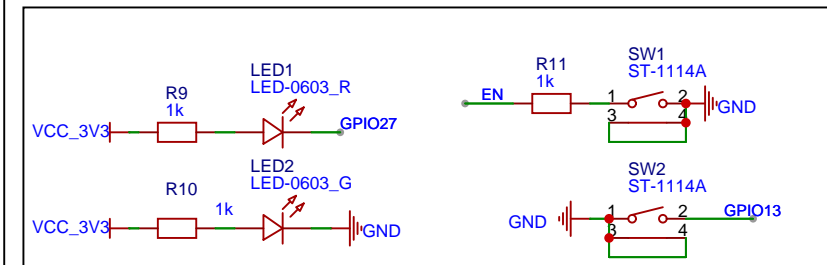 LED1
LED-0603_R
R9
1k
VCC_3V3
GPIO27
LED2
LED-0603_G
R10
1k
VCC_3V3
GND
SW1
ST-1114A
R11
1k
EN
1
2
3
4
GND
SW2
ST-1114A
GND
1
2
3
4
GPIO13